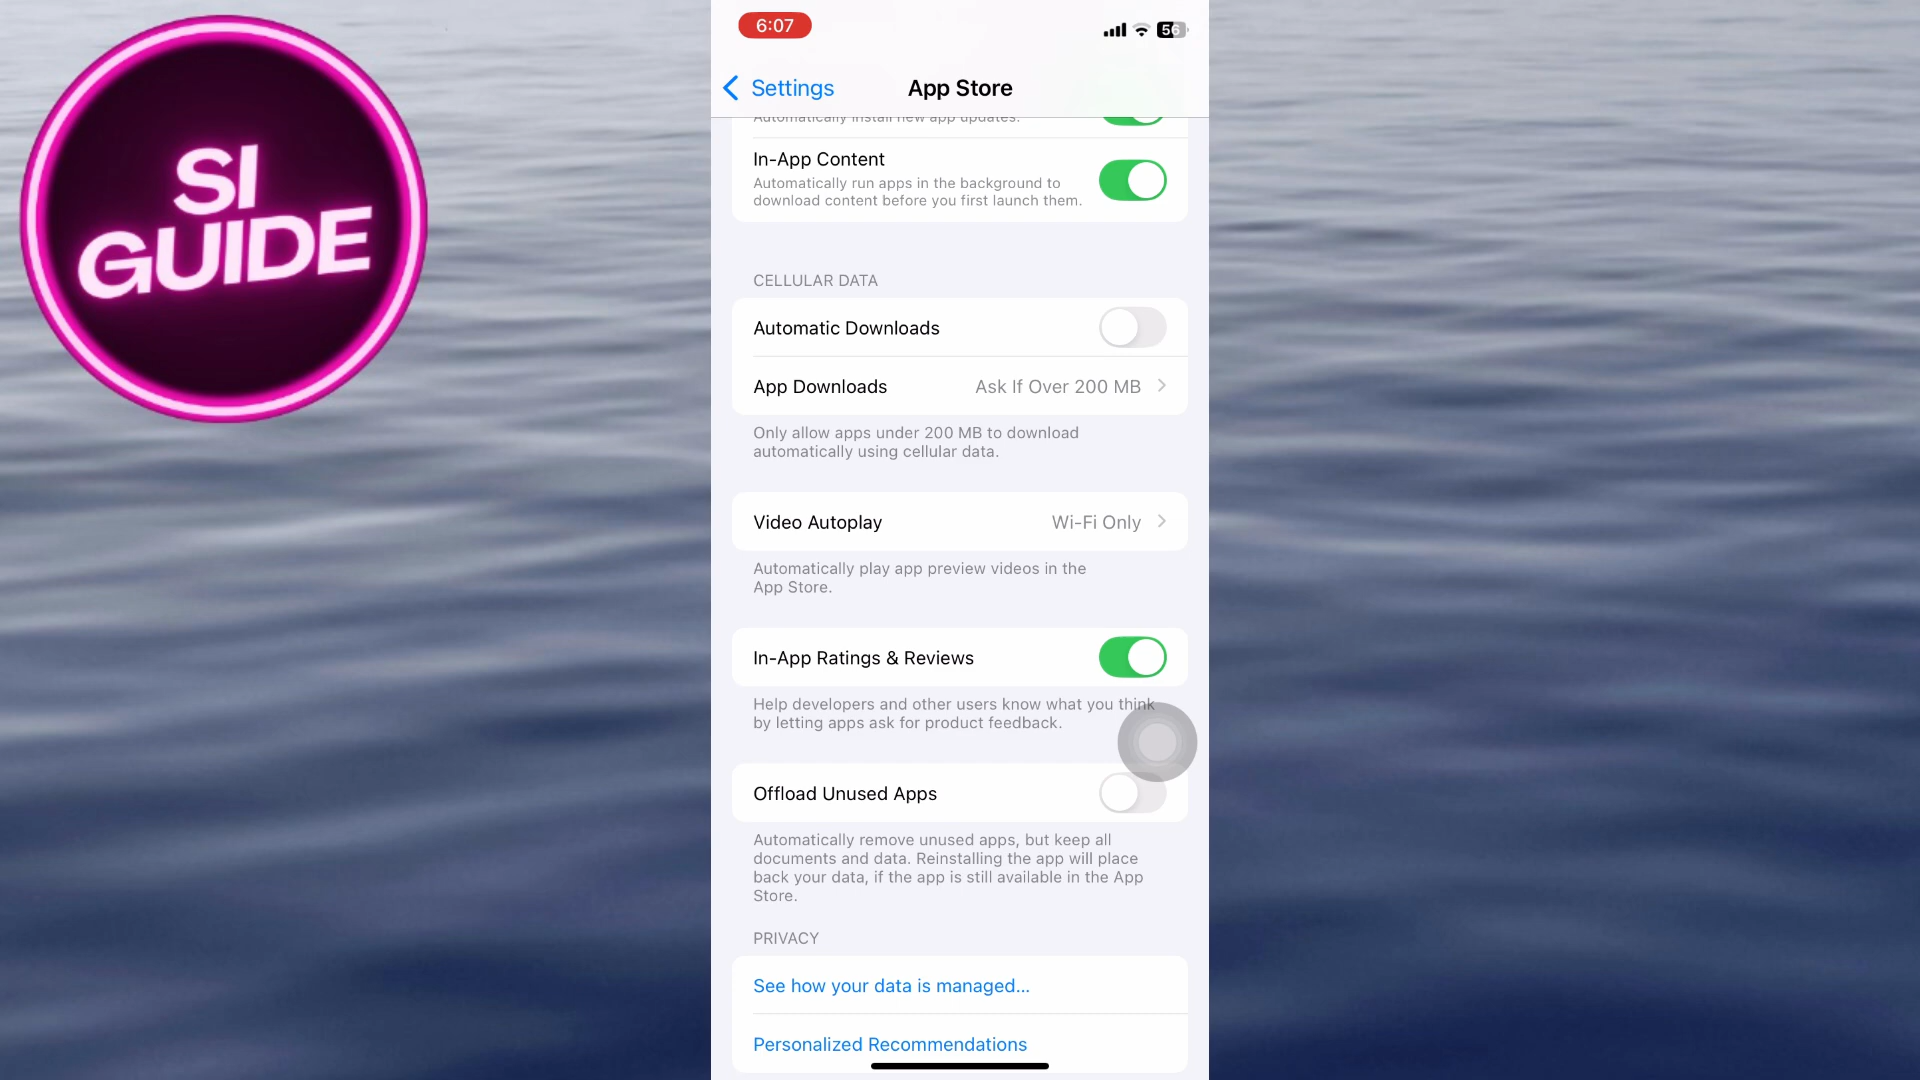 SI
GUIDE
6:07
56
Settings
App Store
Automatically install new app updates.
In-App Content
Automatically run apps in the background to
download content before you first launch them.
CELLULAR DATA
Automatic Downloads
App Downloads
Ask If Over 200 MB
Only allow apps under 200 MB to download
automatically using cellular data.
Video Autoplay
Wi-Fi Only
Automatically play app preview videos in the
App Store.
In-App Ratings & Reviews
Help developers and other users know what you think
by letting apps ask for product feedback.
Offload Unused Apps
Automatically remove unused apps, but keep all
documents and data. Reinstalling the app will place
back your data, if the app is still available in the App
Store.
PRIVACY
See how your data is managed...
Personalized Recommendations